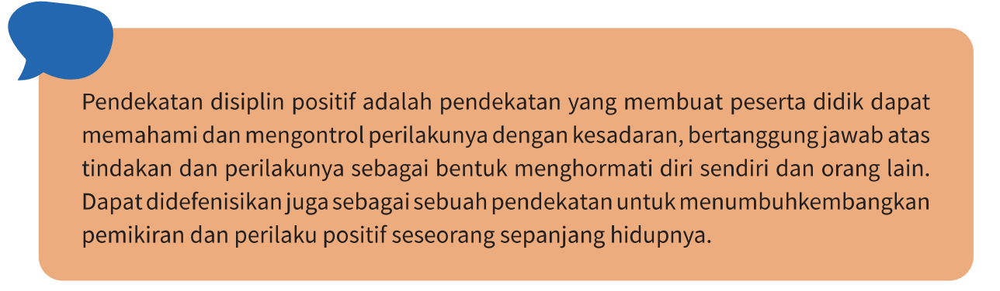 Pendekatan disiplin positif adalah pendekatan yang membuat peserta didik dapat
memahami dan mengontrol perilakunya dengan kesadaran, bertanggung jawab atas
tindakan dan perilakunya sebagai bentuk menghormati diri sendiri dan orang lain.
Dapat didefenisikan juga sebagai sebuah pendekatan untuk menumbuhkembangkan
pemikiran dan perilaku positif seseorang sepanjang hidupnya.